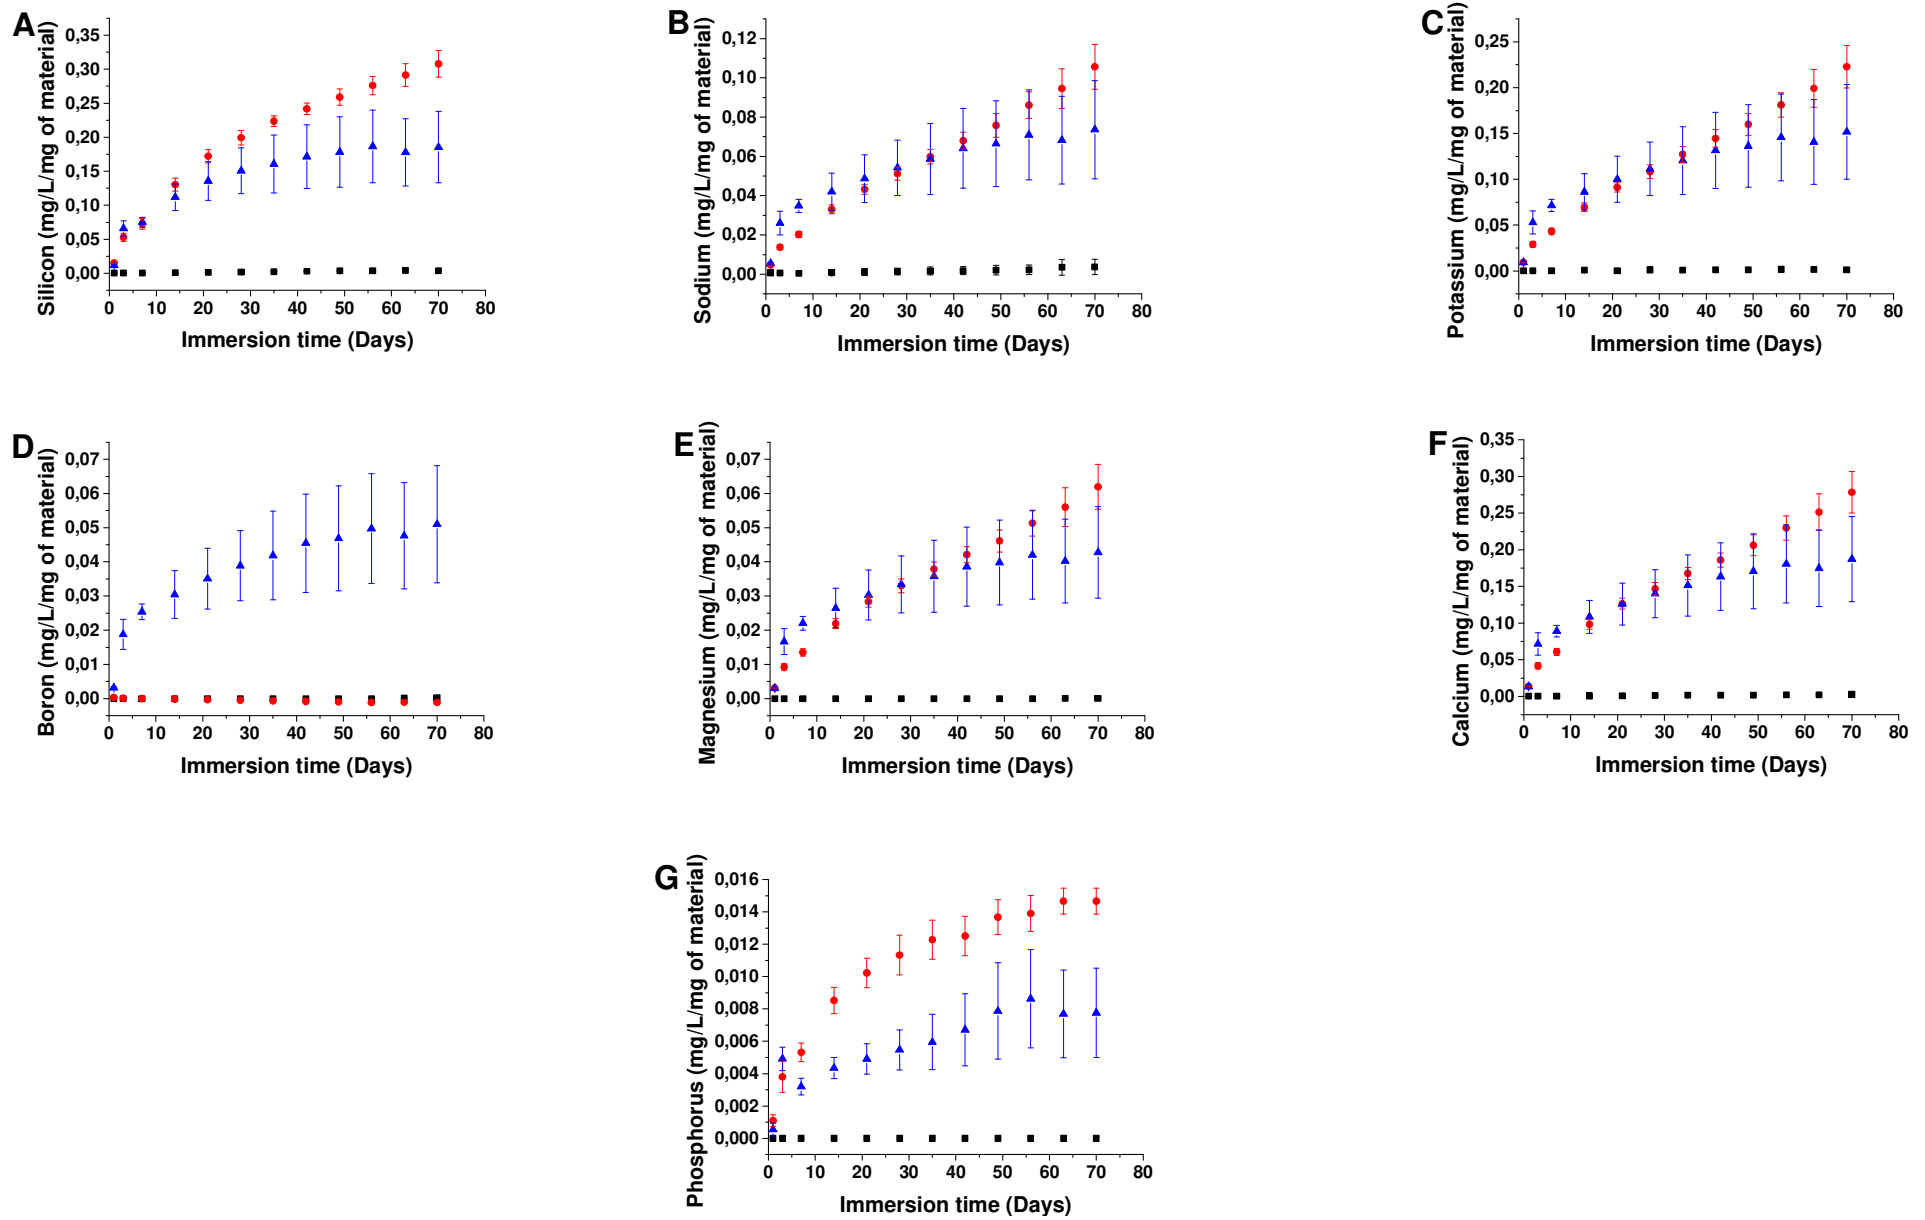 A
Silicon (mg/L/mg of material)
0,35
0,30
0,25
0,20
0,15
0,10
0,05
0,00
0 10 20 30 40 50 60 70 80
Immersion time (Days)
B
Sodium (mg/L/mg of material)
0,12
0,10
0,08
0,06
0,04
0,02
0,00
0 10 20 30 40 50 60 70 80
Immersion time (Days)
C
Potassium (mg/L/mg of material)
0,25
0,20
0,15
0,10
0,05
0,00
0 10 20 30 40 50 60 70 80
Immersion time (Days)
D
Boron (mg/L/mg of material)
0,07
0,06
0,05
0,04
0,03
0,02
0,01
0,00
0 10 20 30 40 50 60 70 80
Immersion time (Days)
E
Magnesium (mg/L/mg of material)
0,07
0,06
0,05
0,04
0,03
0,02
0,01
0,00
0 10 20 30 40 50 60 70 80
Immersion time (Days)
F
Calcium (mg/L/mg of material)
0,35
0,30
0,25
0,20
0,15
0,10
0,05
0,00
0 10 20 30 40 50 60 70 80
Immersion time (Days)
G
Phosphorus (mg/L/mg of material)
0,016
0,014
0,012
0,010
0,008
0,006
0,004
0,002
0,000
0 10 20 30 40 50 60 70 80
Immersion time (Days)